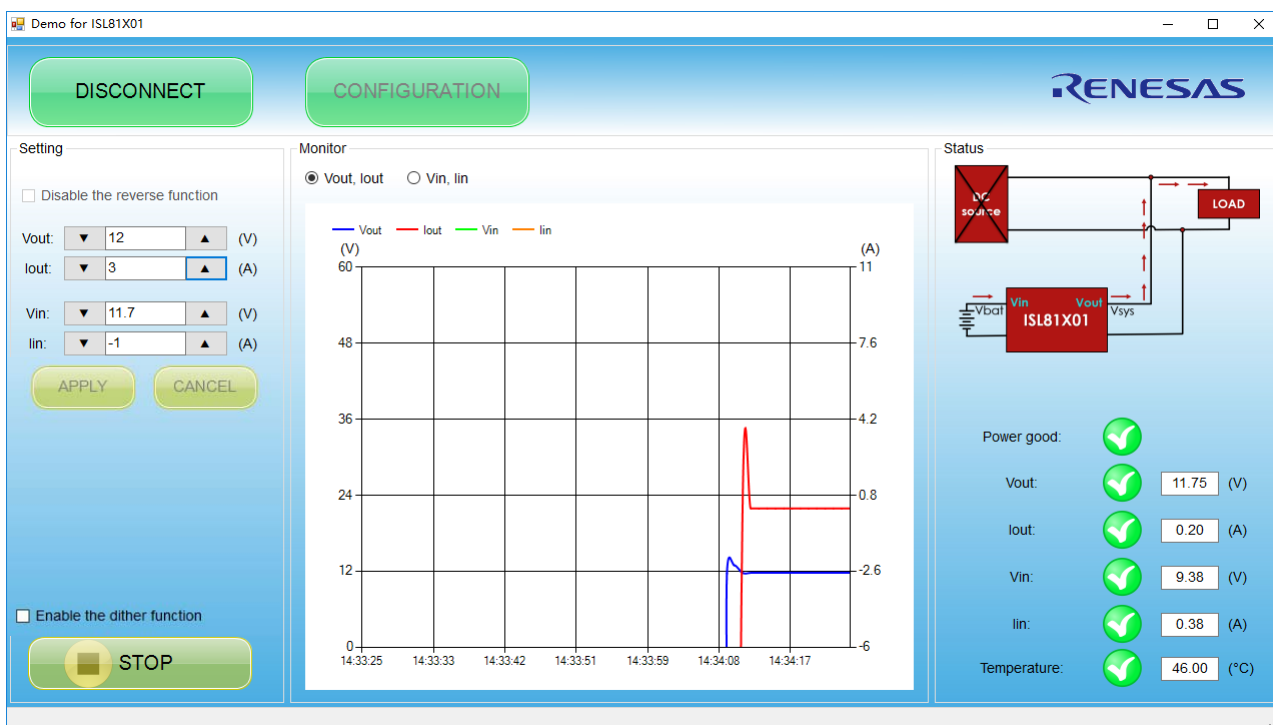 Demo for ISL81X01
DISCONNECT
CONFIGURATION
RENESAS
Setting
Disable the reverse function
Vout: ▼ 12 ▲ (V)
Iout: ▼ 3 ▲ (A)
Vin: ▼ 11.7 ▲ (V)
Iin: ▼ -1 ▲ (A)
APPLY
CANCEL
Enable the dither function
STOP
Monitor
Vout, Iout
Vin, Iin
Vout Iout Vin Iin
(V) (A)
60 11
48 7.6
36 4.2
24 0.8
12 -2.6
0 -6
14:33:25 14:33:33 14:33:42 14:33:51 14:33:59 14:34:08 14:34:17
Status
DC
source
LOAD
Vbat
Vin Vout
ISL81X01
Vsys
Power good:
Vout: 11.75 (V)
Iout: 0.20 (A)
Vin: 9.38 (V)
Iin: 0.38 (A)
Temperature: 46.00 (°C)